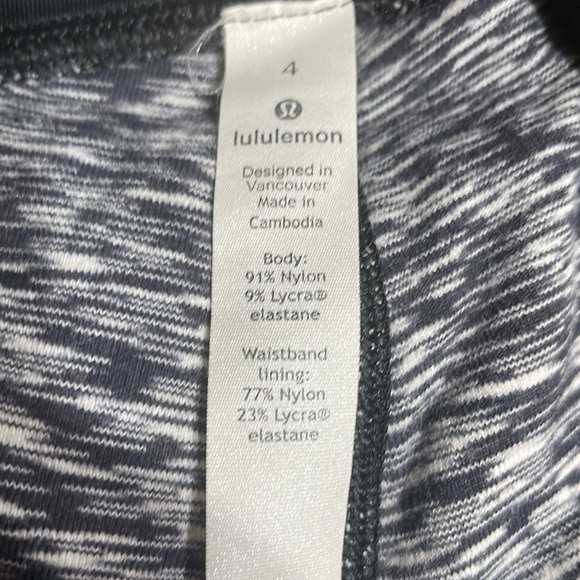 4
lululemon
Designed in
Vancouver
Made in
Cambodia
Body:
91% Nylon
9% Lycra®
elastane
Waistband
lining:
77% Nylon
23% Lycra®
elastane